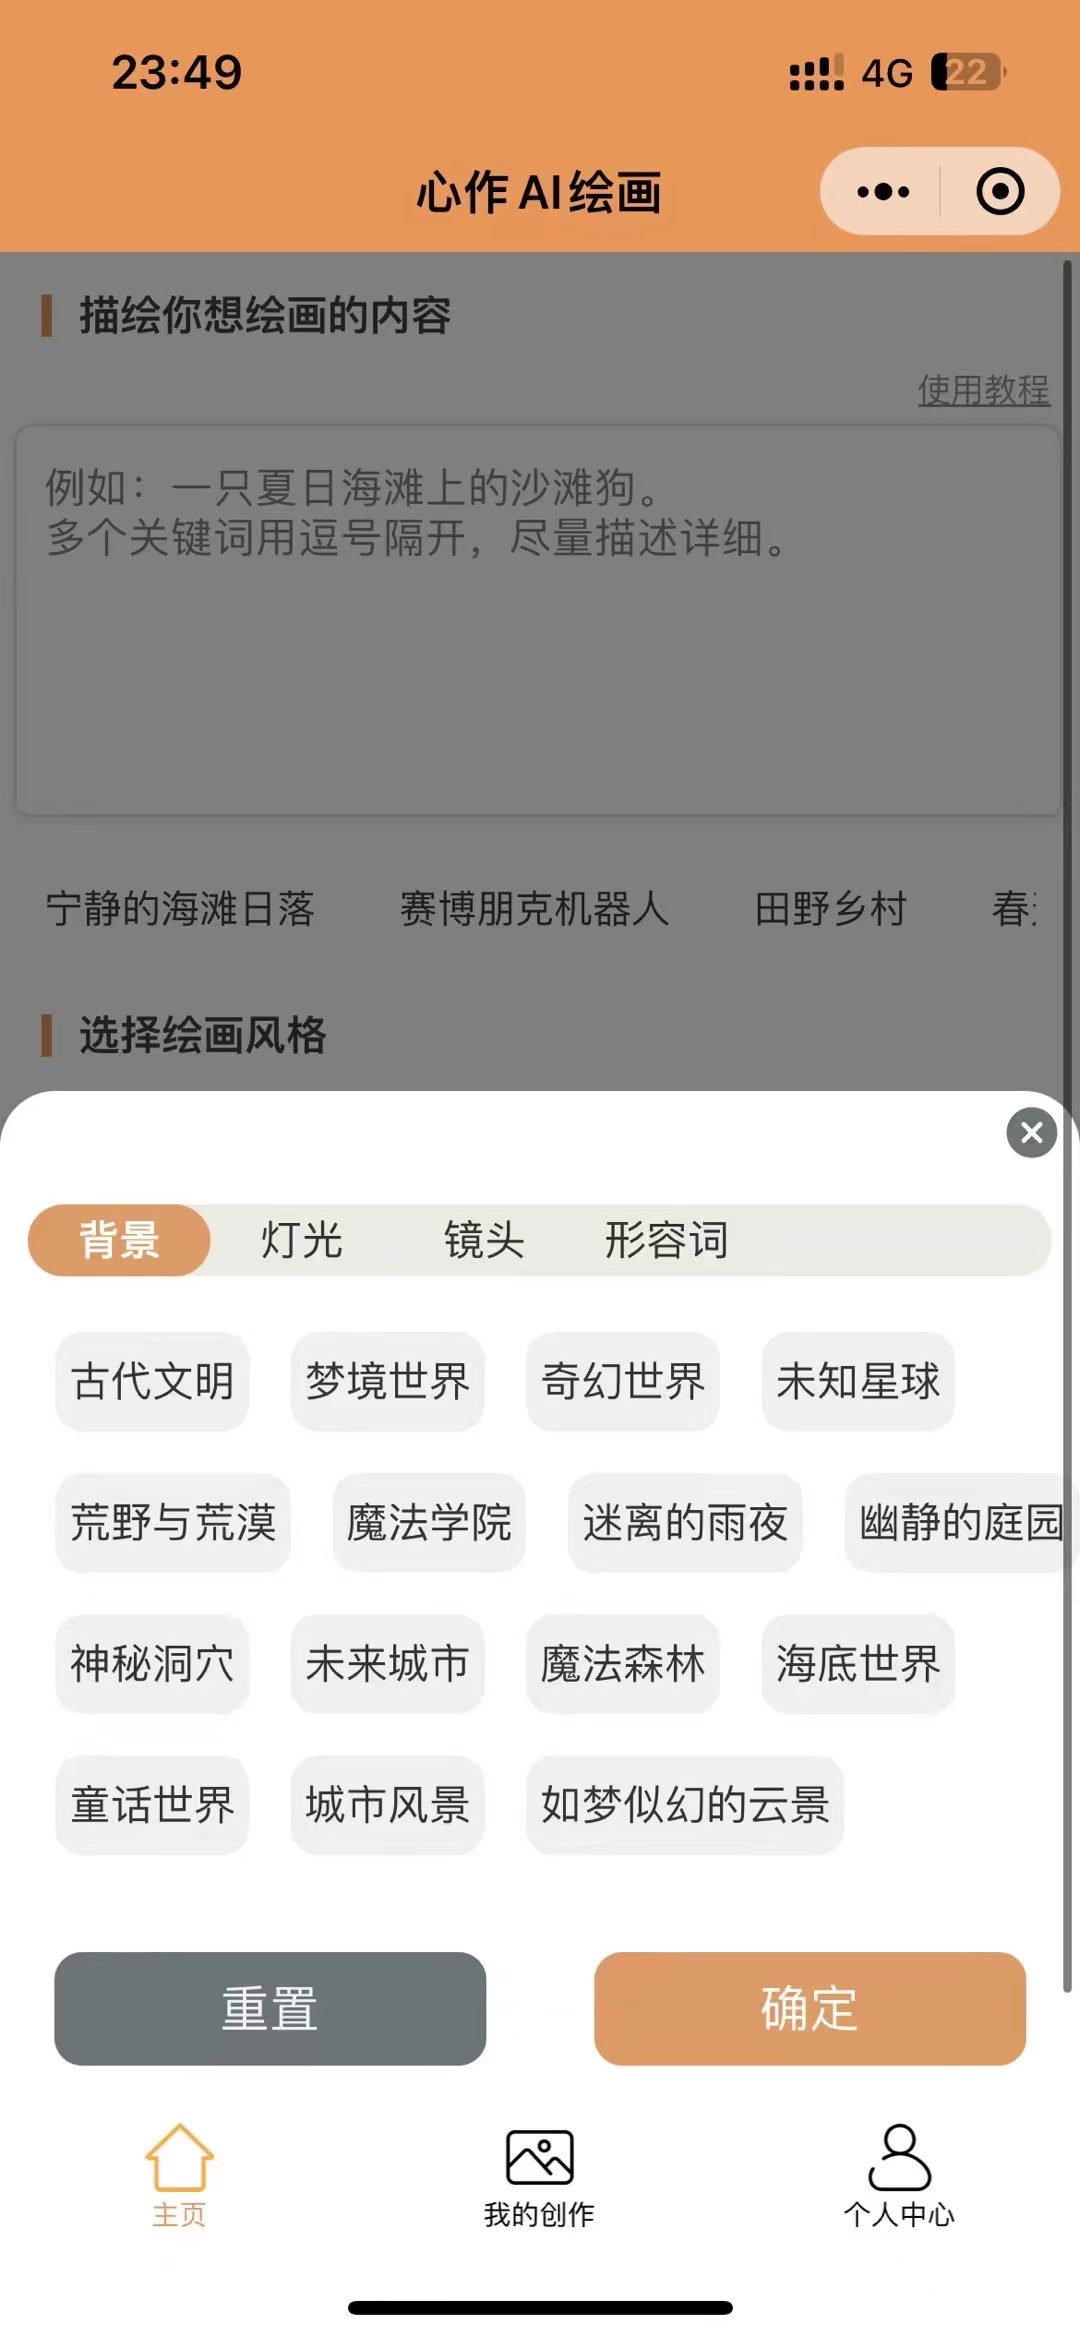 23:49
4G
22
心作AI绘画
描绘你想绘画的内容
使用教程
例如：一只夏日海滩上的沙滩狗。
多个关键词用逗号隔开，尽量描述详细。
宁静的海滩日落 赛博朋克机器人 田野乡村 春
选择绘画风格
背景 灯光 镜头 形容词
古代文明 梦境世界 奇幻世界 未知星球
荒野与荒漠 魔法学院 迷离的雨夜 幽静的庭园
神秘洞穴 未来城市 魔法森林 海底世界
童话世界 城市风景 如梦似幻的云景
重置 确定
主页 我的创作 个人中心